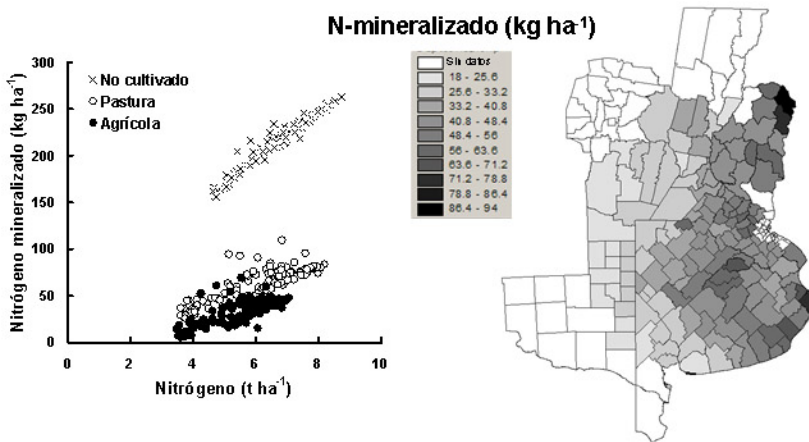 N-mineralizado (kg ha-1)
Nitrógeno mineralizado (kg ha-1)
300
250
200
150
100
50
0
× No cultivado
○ Pastura
● Agrícola
0 2 4 6 8 10
Nitrógeno (t ha-1)
Sin datos
18 - 25.6
25.6 - 33.2
33.2 - 40.8
40.8 - 48.4
48.4 - 56
56 - 63.6
63.6 - 71.2
71.2 - 78.8
78.8 - 86.4
86.4 - 94